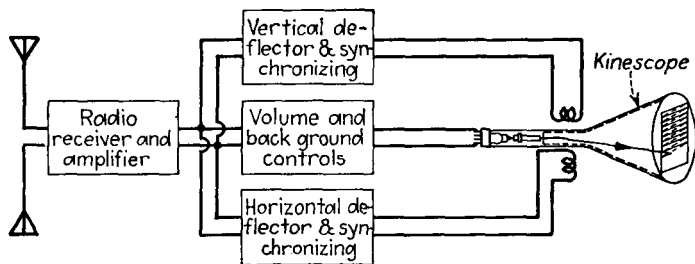 Vertical de-
flector & syn-
chronizing
Kinescope
Radio
receiver and
amplifier
Volume and
back ground
controls
Horizontal de-
flector & syn-
chronizing